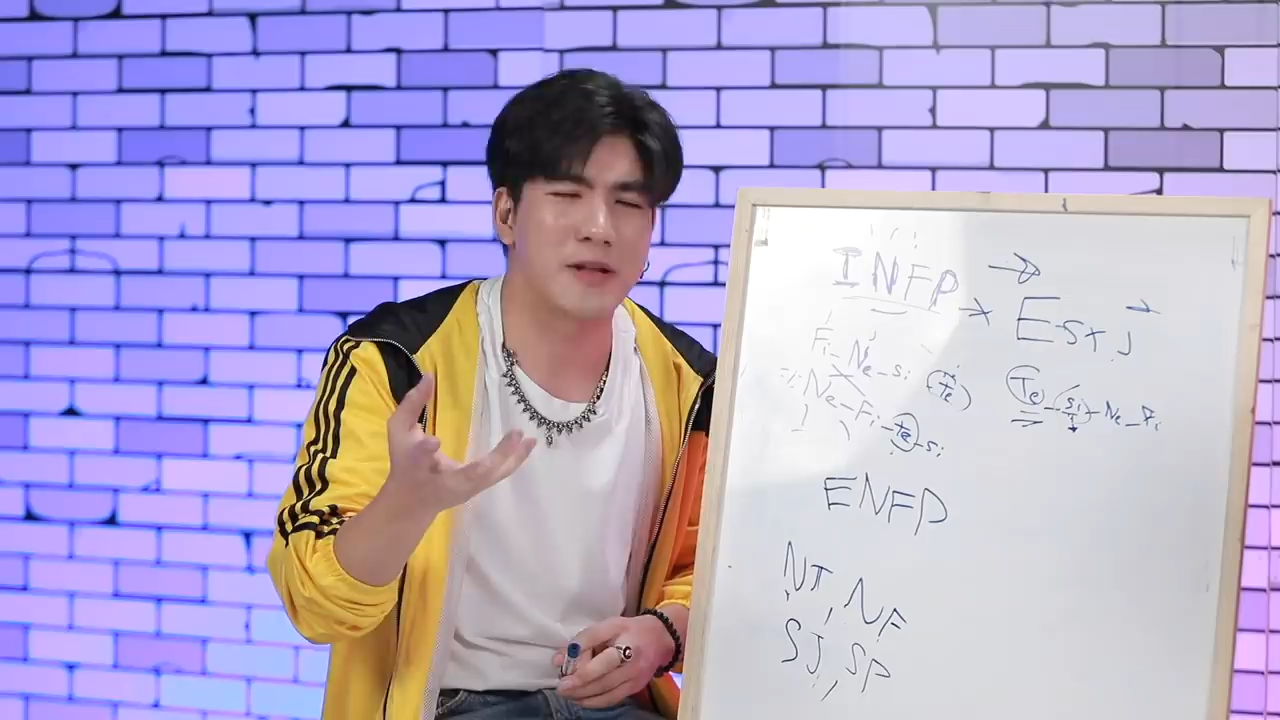 INFP → → ESTJ →
Fi-Ne-Si (Te)
Te-Si-Ne-Fi
Ne-Fi-Te-Si
ENFP
NT, NF
SJ, SP